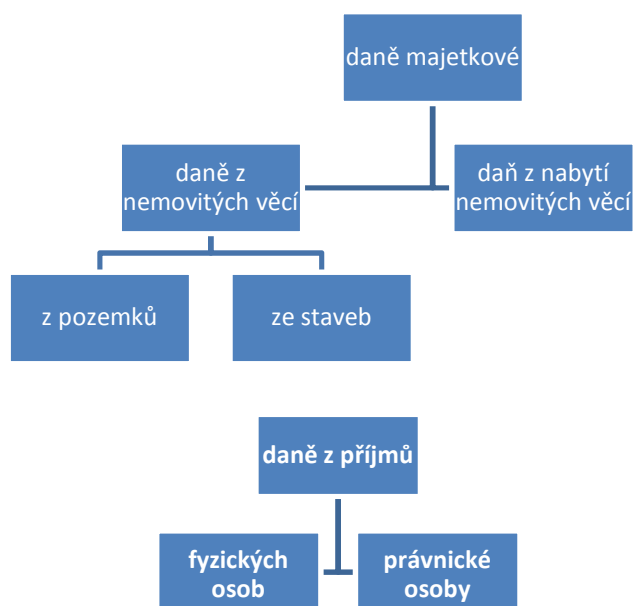 daně majetkové
daně z
nemovitých věcí
daň z nabytí
nemovitých věcí
z pozemků
ze staveb
daně z příjmů
fyzických
osob
právnické
osoby